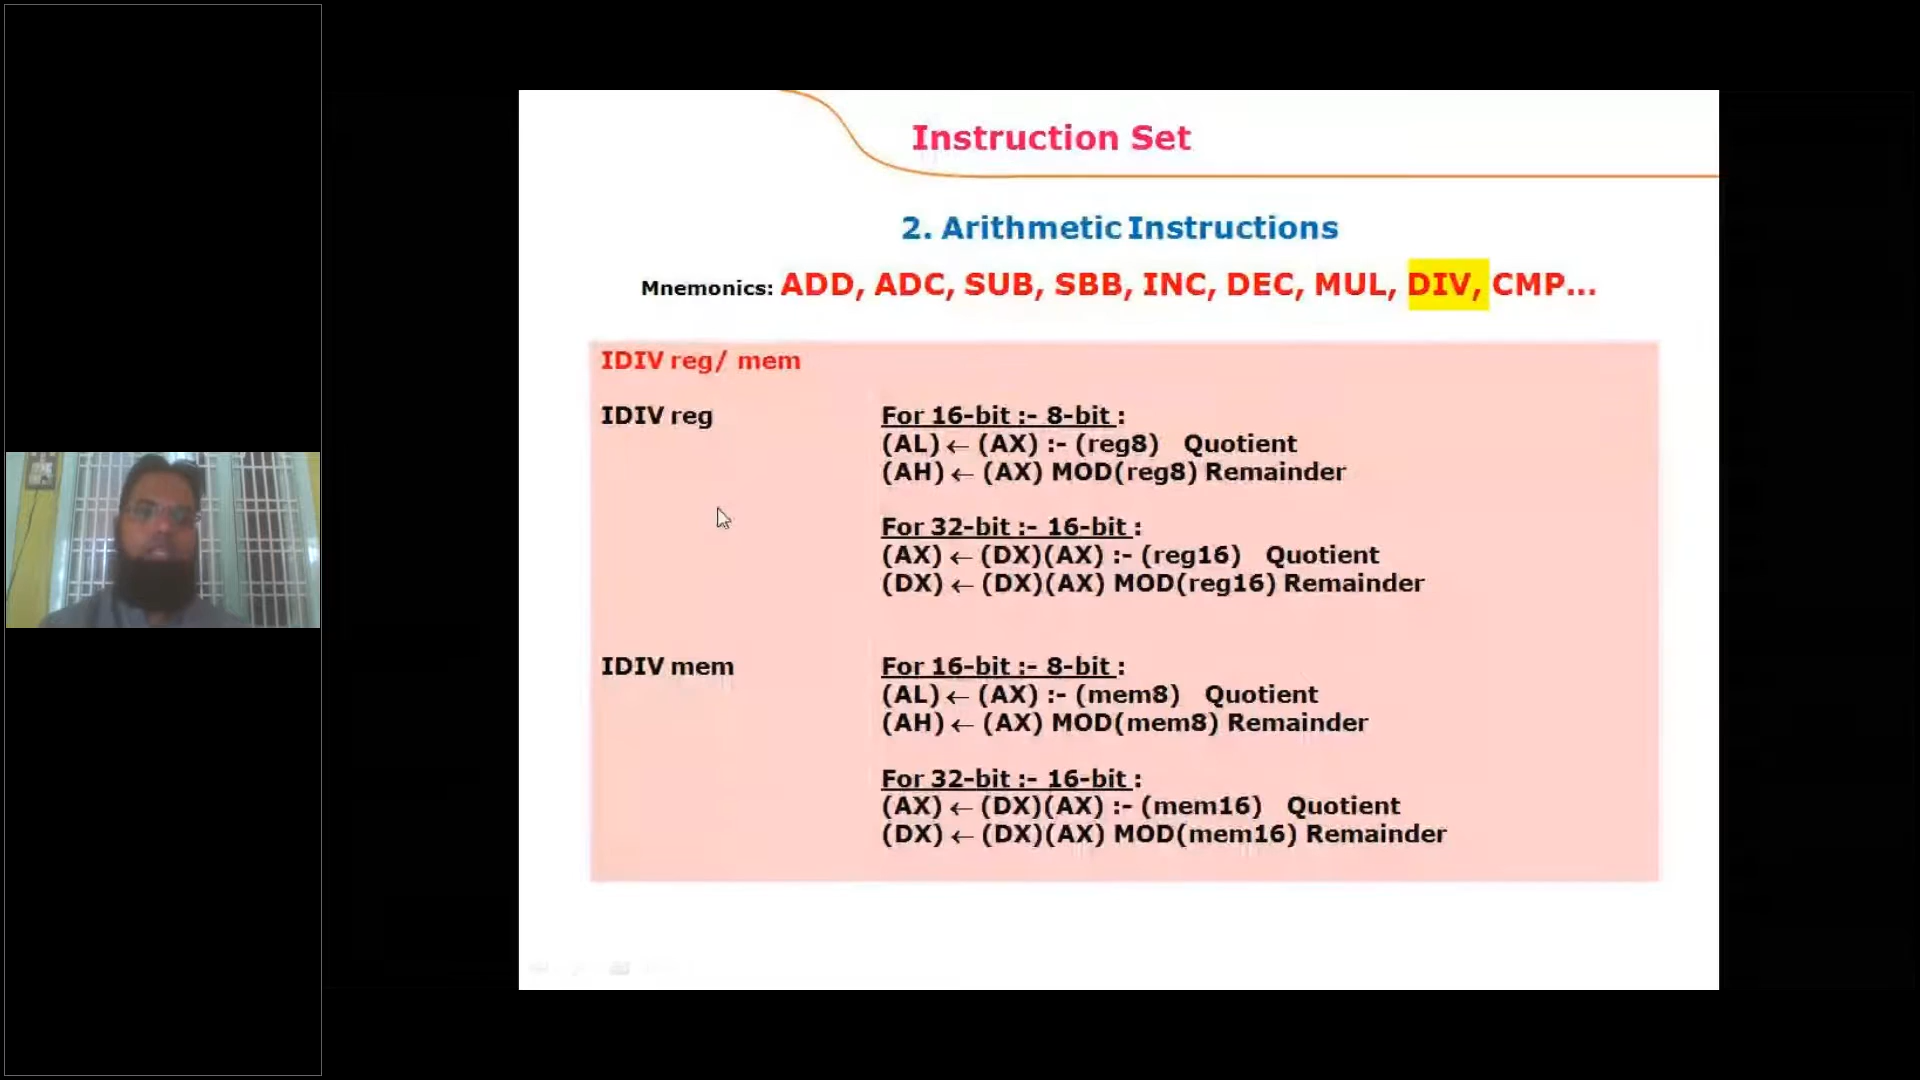 Instruction Set
2. Arithmetic Instructions
Mnemonics: ADD, ADC, SUB, SBB, INC, DEC, MUL, DIV, CMP...
IDIV reg/ mem
IDIV reg
For 16-bit :- 8-bit :
(AL) ← (AX) :- (reg8) Quotient
(AH) ← (AX) MOD(reg8) Remainder
For 32-bit :- 16-bit :
(AX) ← (DX)(AX) :- (reg16) Quotient
(DX) ← (DX)(AX) MOD(reg16) Remainder
IDIV mem
For 16-bit :- 8-bit :
(AL) ← (AX) :- (mem8) Quotient
(AH) ← (AX) MOD(mem8) Remainder
For 32-bit :- 16-bit :
(AX) ← (DX)(AX) :- (mem16) Quotient
(DX) ← (DX)(AX) MOD(mem16) Remainder